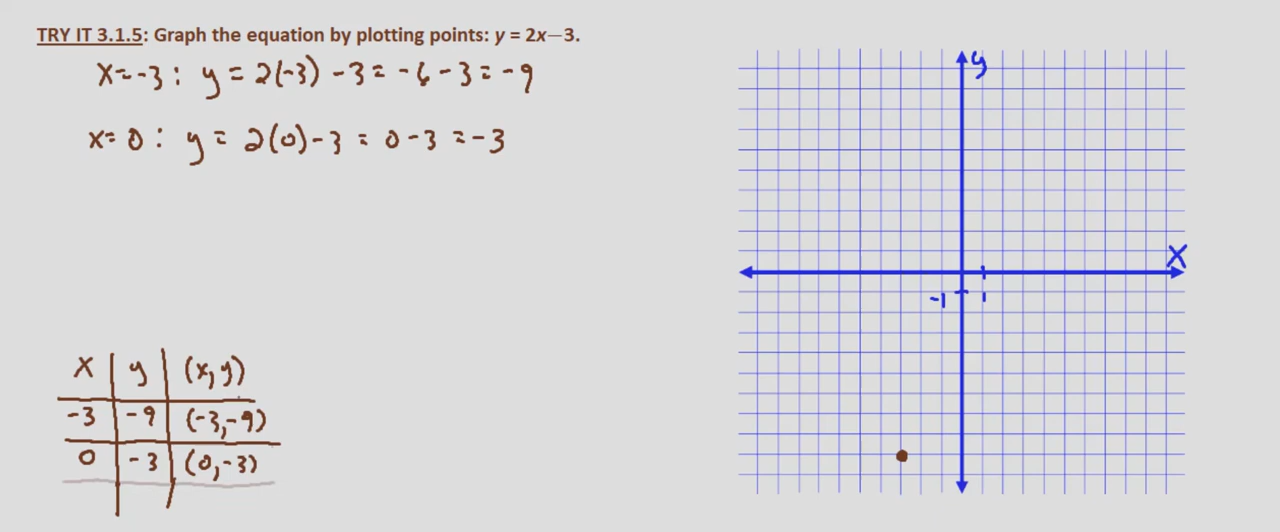 TRY IT 3.1.5: Graph the equation by plotting points: y = 2x−3.
x=-3 : y = 2(-3) -3 = -6 -3 = -9
x= 0 : y = 2(0) -3 = 0 -3 = -3
y
x
-1
1
x y (x,y)
-3 -9 (-3,-9)
0 -3 (0,-3)